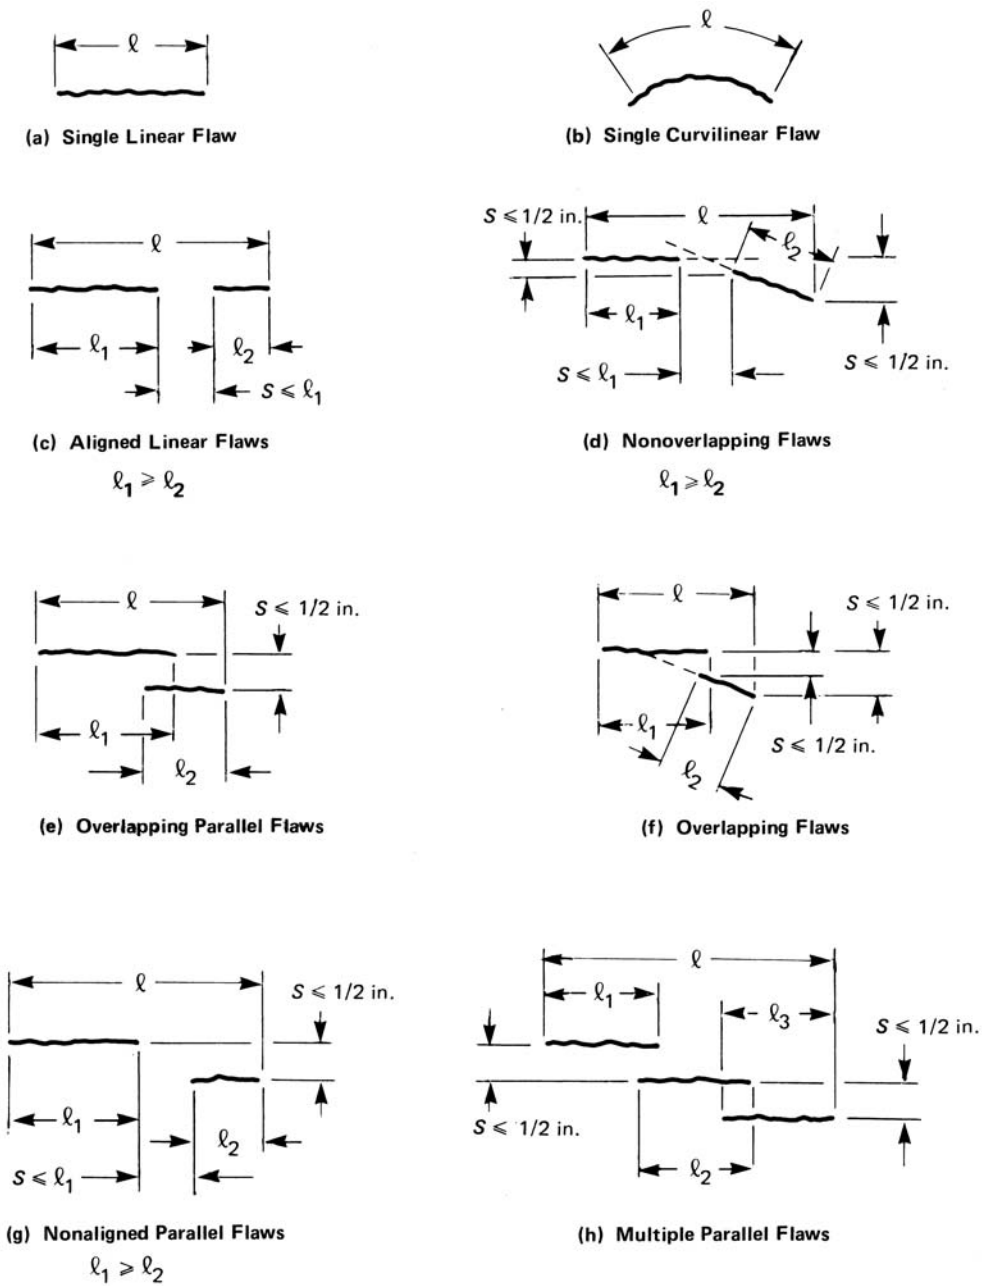 ℓ
(a) Single Linear Flaw
ℓ
(b) Single Curvilinear Flaw
ℓ
ℓ₁
ℓ₂
S ≤ ℓ₁
(c) Aligned Linear Flaws
ℓ₁ ≥ ℓ₂
S ≤ 1/2 in.
ℓ
ℓ₂
ℓ₁
S ≤ ℓ₁
S ≤ 1/2 in.
(d) Nonoverlapping Flaws
ℓ₁ ≥ ℓ₂
ℓ
S ≤ 1/2 in.
ℓ₁
ℓ₂
(e) Overlapping Parallel Flaws
ℓ
S ≤ 1/2 in.
ℓ₁
S ≤ 1/2 in.
ℓ₂
(f) Overlapping Flaws
ℓ
S ≤ 1/2 in.
ℓ₁
ℓ₂
S ≤ ℓ₁
(g) Nonaligned Parallel Flaws
ℓ₁ ≥ ℓ₂
ℓ
ℓ₁
ℓ₃
S ≤ 1/2 in.
S ≤ 1/2 in.
ℓ₂
(h) Multiple Parallel Flaws